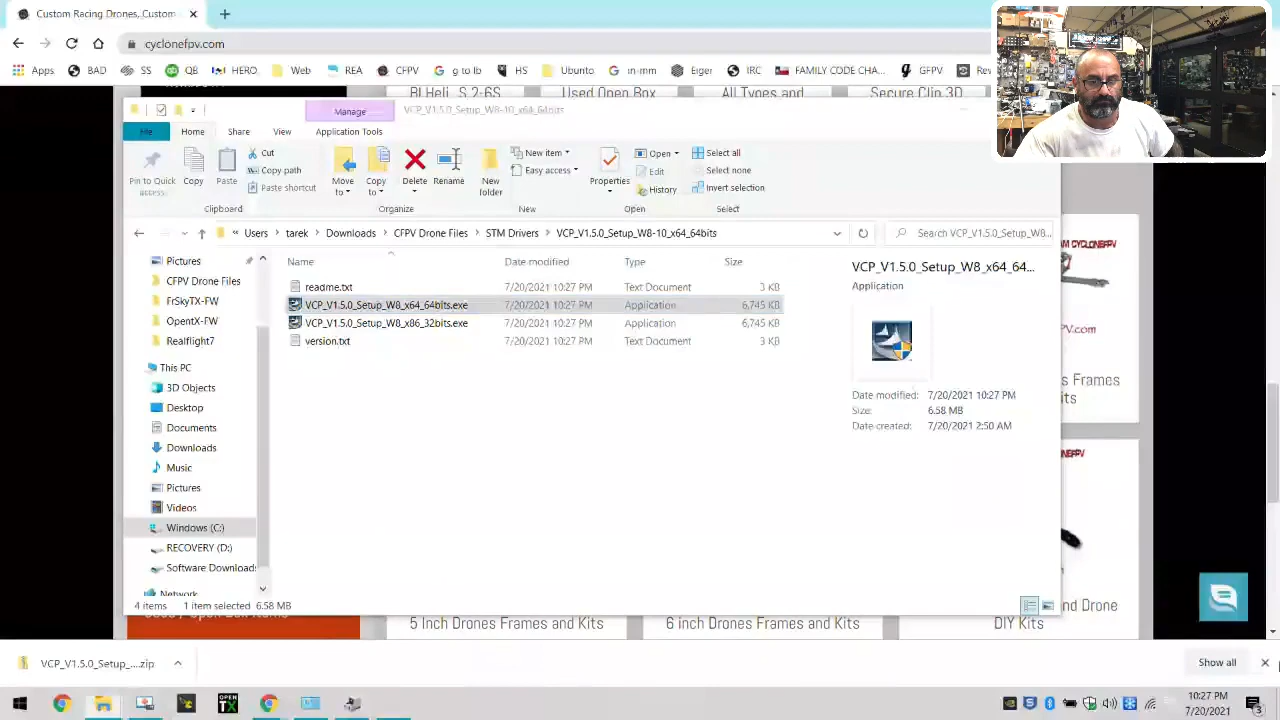 Custom Racing Drones, Custom
cyclonefpv.com
Apps
BAD
SS
QB
HERO
Web
FPV
g to lb
HS
Ubuntu
in-mm
Eiger
IR
FAMILY CODE CHA...
GFPV
Rev
BLHeli_S 2-6S
Used Open Box
All Types and
Secure Clip 3D
Manage
VCP_V1.5.0_Setup_W8-10_x64_64bits
File
Home
Share
View
Application Tools
Pin to Quick access
Copy
Paste
Cut
Copy path
Paste shortcut
Clipboard
Move to
Copy to
Delete
Rename
Organize
New folder
New item
Easy access
New
Properties
Open
Edit
History
Open
Select all
Select none
Invert selection
Select
« Users > tarek > Downloads > CFPV Drone Files > STM Drivers > VCP_V1.5.0_Setup_W8-10_x64_64bits
Search VCP_V1.5.0_Setup_W8...
Name
Date modified
Type
Size
readme.txt 7/20/2021 10:27 PM Text Document 3 KB
VCP_V1.5.0_Setup_W8_x64_64bits.exe 7/20/2021 10:27 PM Application 6,745 KB
VCP_V1.5.0_Setup_W8_x86_32bits.exe 7/20/2021 10:27 PM Application 6,745 KB
version.txt 7/20/2021 10:27 PM Text Document 3 KB
Pictures
CFPV Drone Files
FrSkyTX-FW
OpentX-FW
Realflight7
This PC
3D Objects
Desktop
Documents
Downloads
Music
Pictures
Videos
Windows (C:)
RECOVERY (D:)
Software Download
Network
VCP_V1.5.0_Setup_W8_x64_64...
Application
Date modified: 7/20/2021 10:27 PM
Size: 6.58 MB
Date created: 7/20/2021 2:50 AM
4 items
1 item selected 6.58 MB
AM CYCLONEFPV
PV.com
s Frames
its
NEFPV
nd Drone
DIY Kits
5 Inch Drones Frames and Kits
6 inch Drones Frames and Kits
VCP_V1.5.0_Setup_....zip
Show all
OPEN
TX
10:27 PM
7/20/2021
3